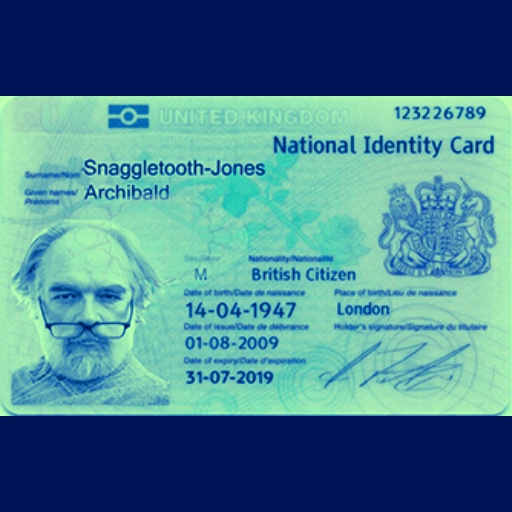 UNITED KINGDOM
123226789
National Identity Card
Surname/Nom
Snaggletooth-Jones
Given names/
Prénoms
Archibald
Sex/Sexe
Nationality/Nationalité
M
British Citizen
Date of birth/Date de naissance
Place of birth/Lieu de naissance
14-04-1947
London
Date of issue/Date de délivrance
Holder's signature/Signature du titulaire
01-08-2009
Date of expiry/Date d'expiration
31-07-2019